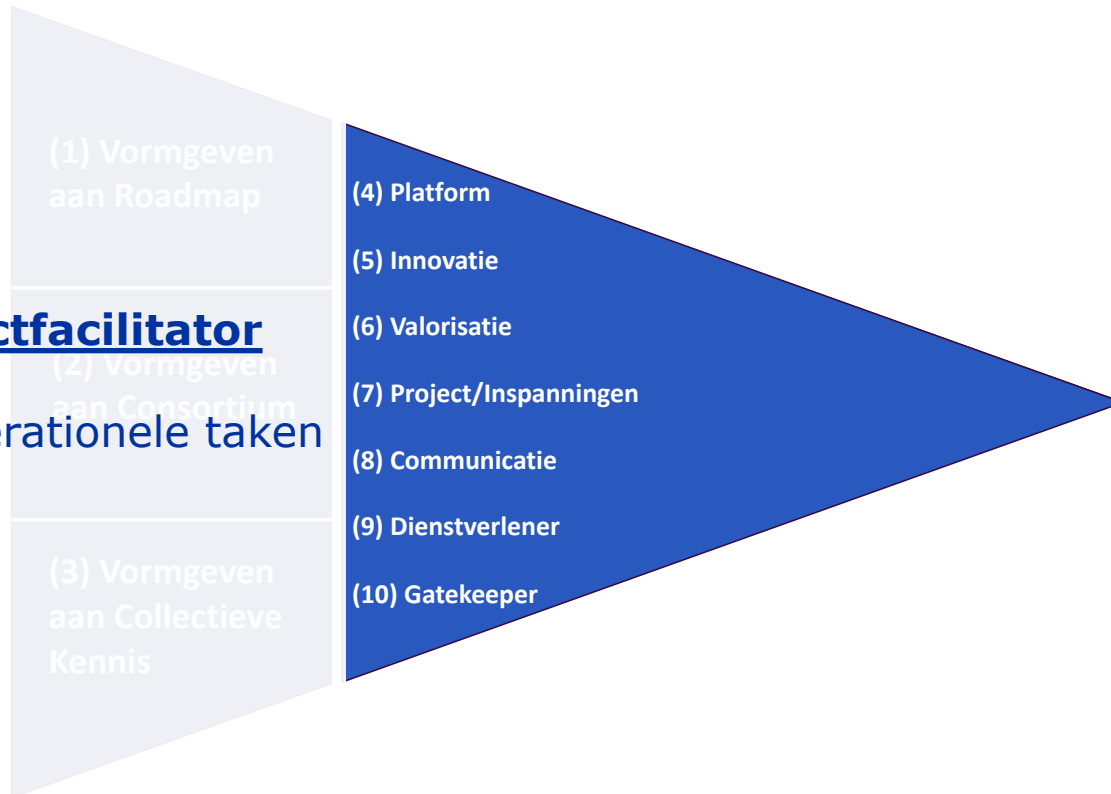 (1) Vormgeven
aan Roadmap
ctfacilitator
(2) Vormgeven
aan Consortium
erationele taken
(3) Vormgeven
aan Collectieve
Kennis
(4) Platform
(5) Innovatie
(6) Valorisatie
(7) Project/Inspanningen
(8) Communicatie
(9) Dienstverlener
(10) Gatekeeper